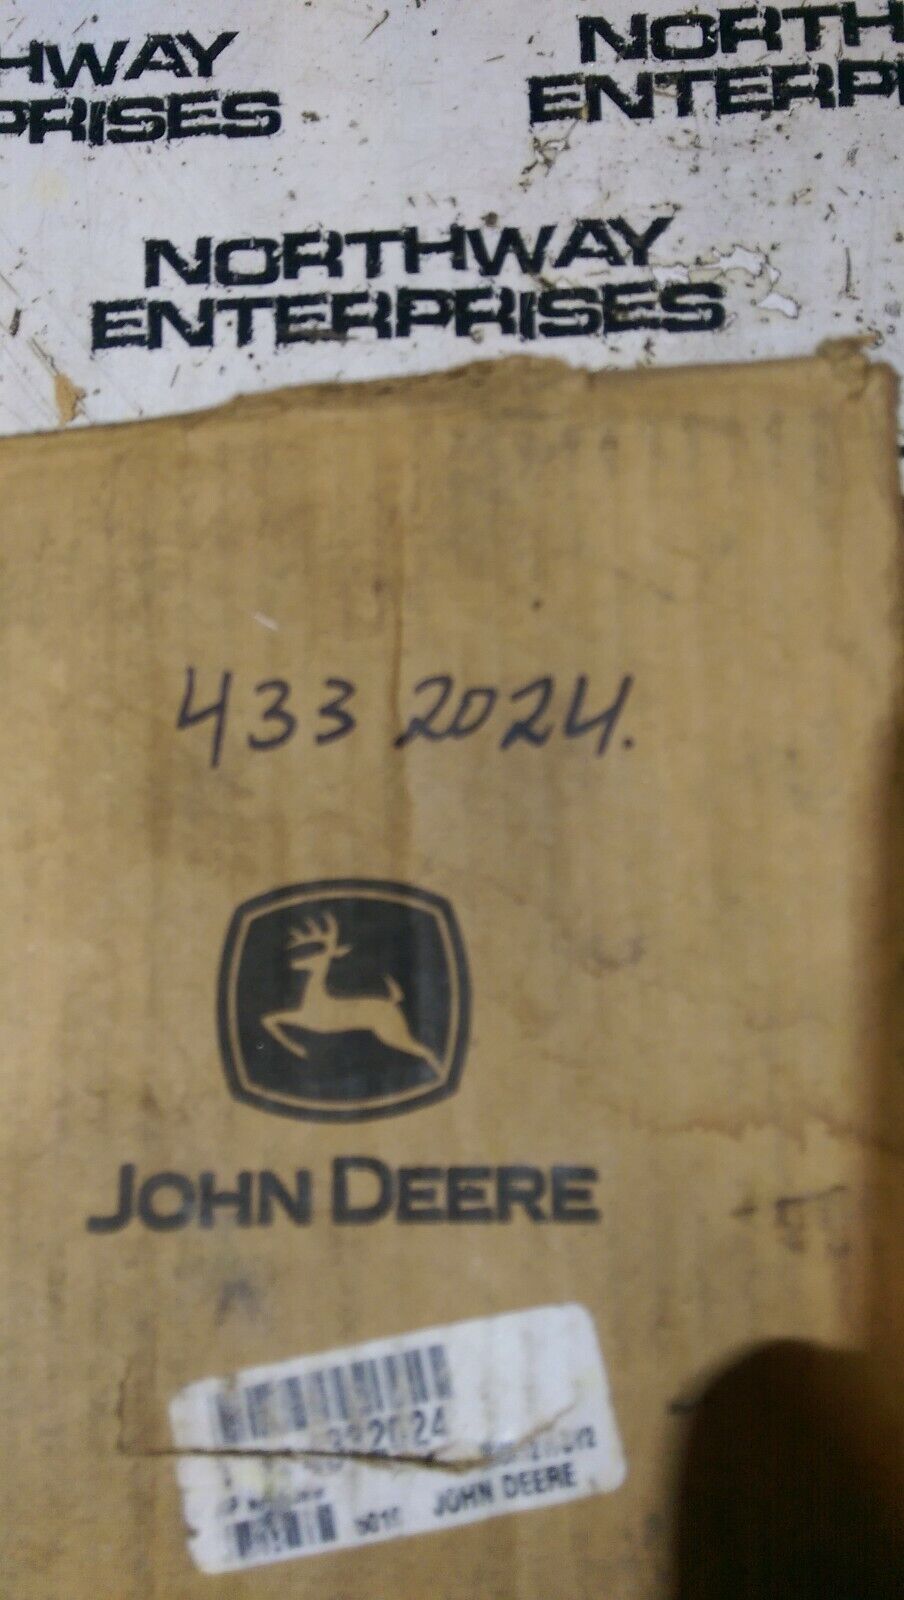 HWAY
PRISES
NORTH
ENTERP
NORTHWAY
ENTERPRISES
433 2024.
JOHN DEERE
JOHN DEERE